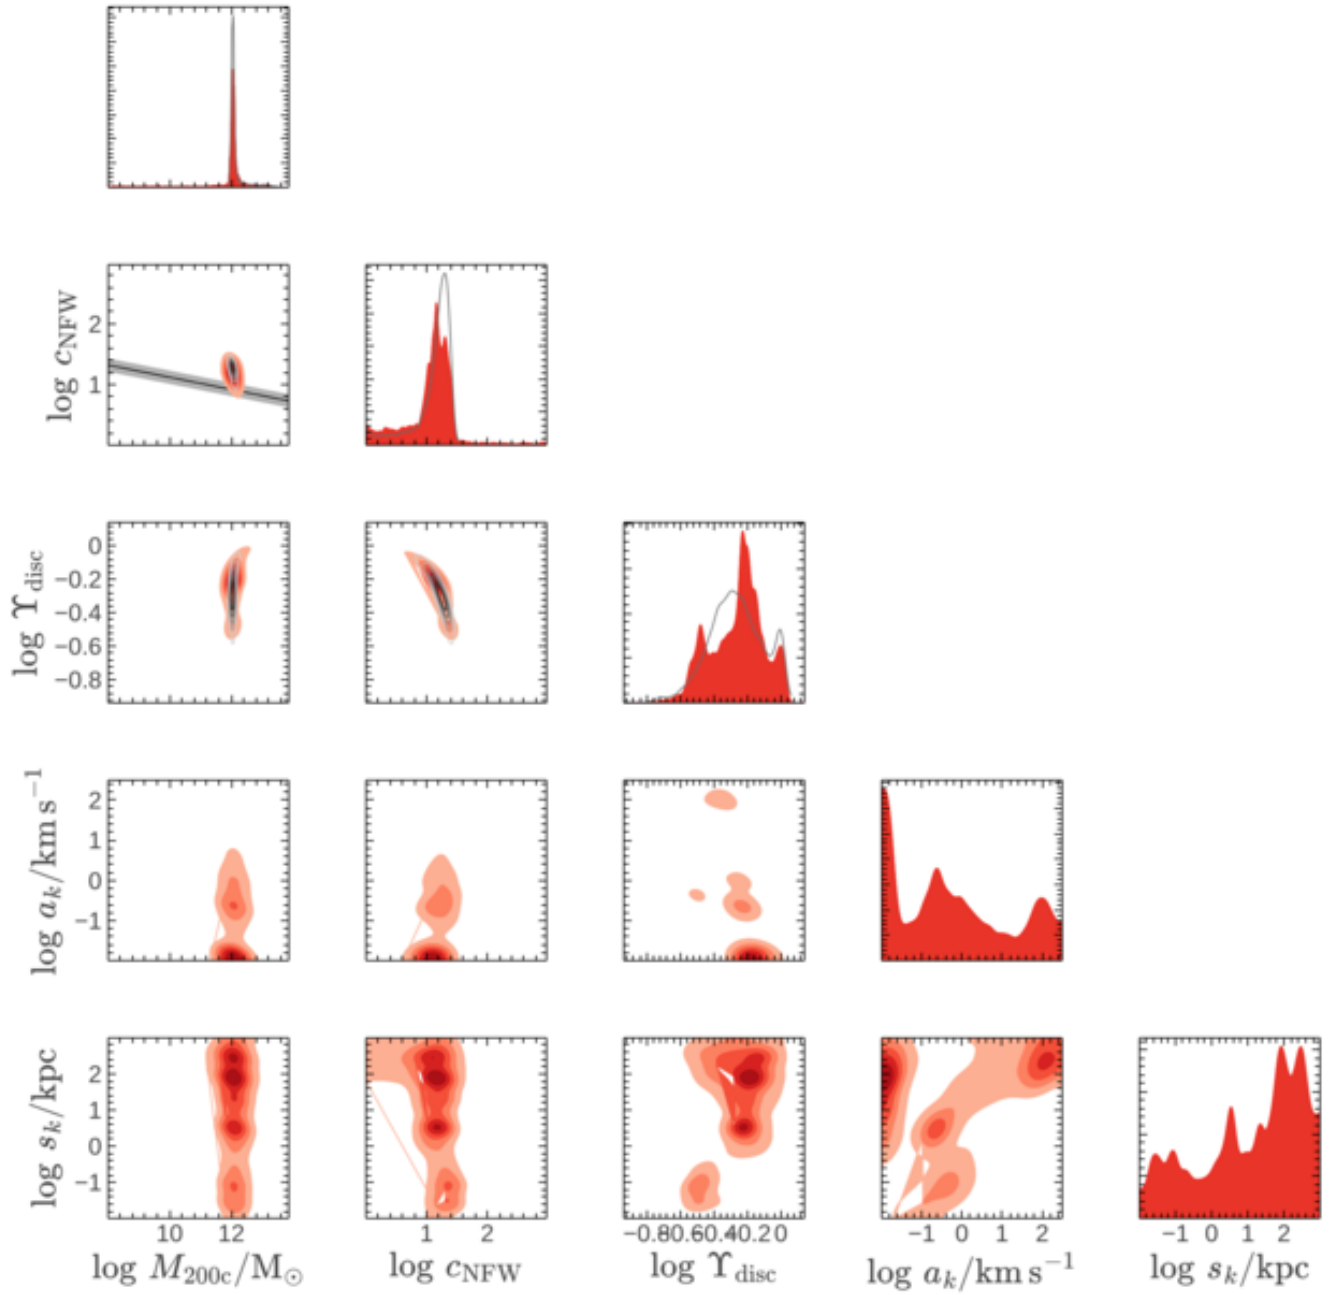 log c_NFW
2
1
log ϒ_disc
0
−0.2
−0.4
−0.6
−0.8
log a_k/km s⁻¹
2
1
0
−1
log s_k/kpc
2
1
0
−1
10 12
1 2
−0.8 0.6 0.4 0.2 0
−1 0 1 2
−1 0 1 2
log M_200c/M_⊙
log c_NFW
log ϒ_disc
log a_k/km s⁻¹
log s_k/kpc